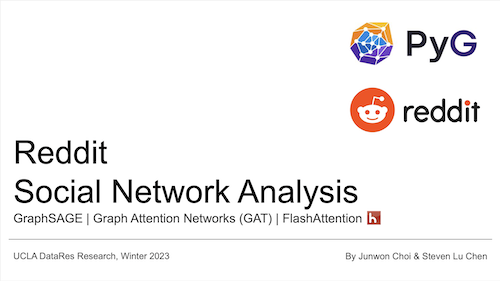 PyG
reddit
Reddit
Social Network Analysis
GraphSAGE | Graph Attention Networks (GAT) | FlashAttention h
UCLA DataRes Research, Winter 2023
By Junwon Choi & Steven Lu Chen